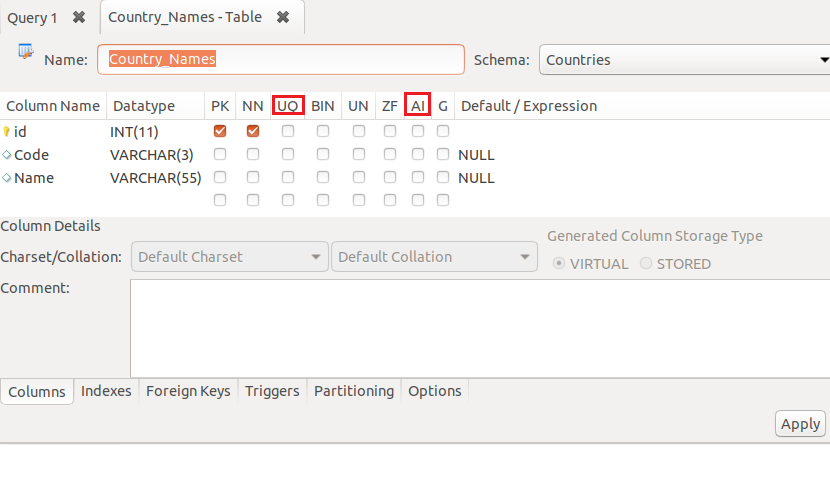 Query 1 Country_Names - Table
Name: Country_Names Schema: Countries
Column Name Datatype PK NN UQ BIN UN ZF AI G Default / Expression
id INT(11)
Code VARCHAR(3) NULL
Name VARCHAR(55) NULL
Column Details
Generated Column Storage Type
Charset/Collation: Default Charset Default Collation
VIRTUAL STORED
Comment:
Columns Indexes Foreign Keys Triggers Partitioning Options
Apply